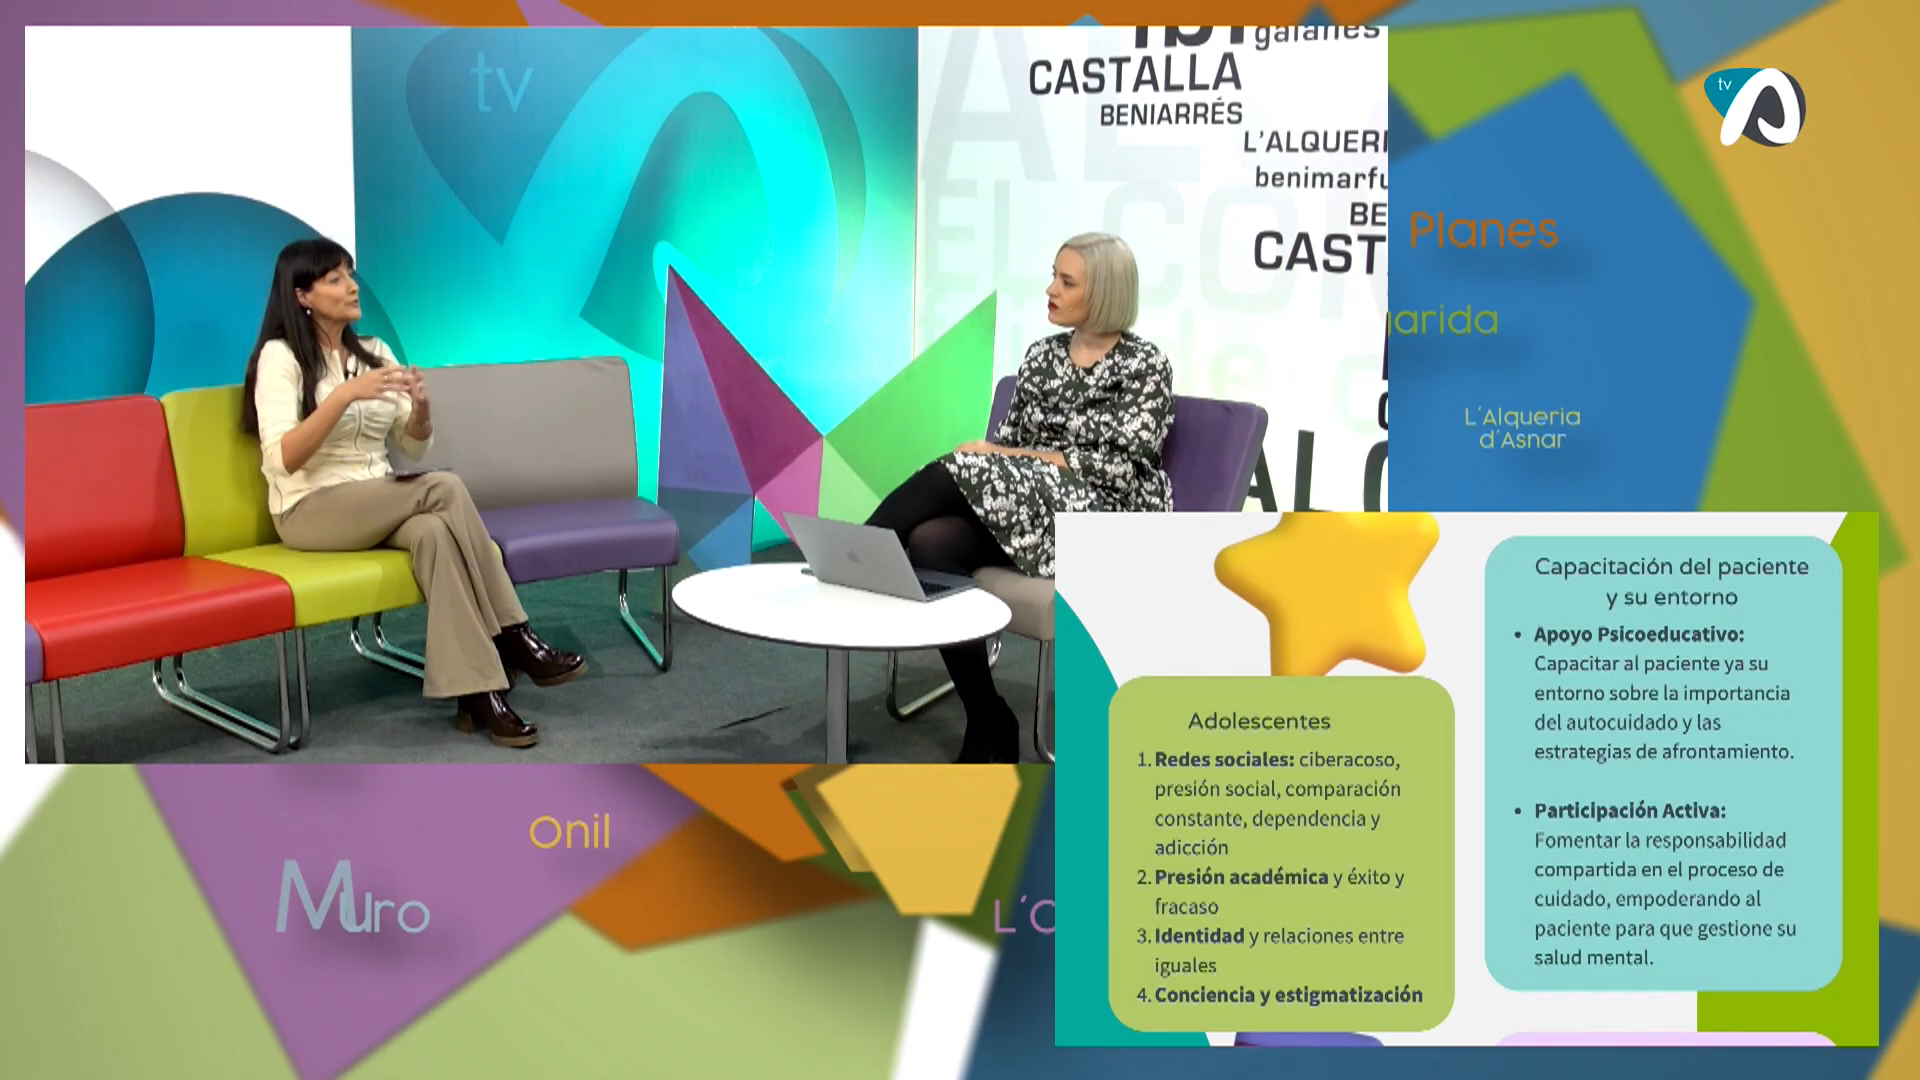 tv
galanes
CASTALLA
BENIARRÉS
L'ALQUERI
benimarfu
BE
CAST
AL
tv
Planes
garida
L'Alqueria
d'Asnar
Onil
Muro
L'O
Adolescentes
1. Redes sociales: ciberacoso,
presión social, comparación
constante, dependencia y
adicción
2. Presión académica y éxito y
fracaso
3. Identidad y relaciones entre
iguales
4. Conciencia y estigmatización
Capacitación del paciente
y su entorno
• Apoyo Psicoeducativo:
Capacitar al paciente ya su
entorno sobre la importancia
del autocuidado y las
estrategias de afrontamiento.
• Participación Activa:
Fomentar la responsabilidad
compartida en el proceso de
cuidado, empoderando al
paciente para que gestione su
salud mental.